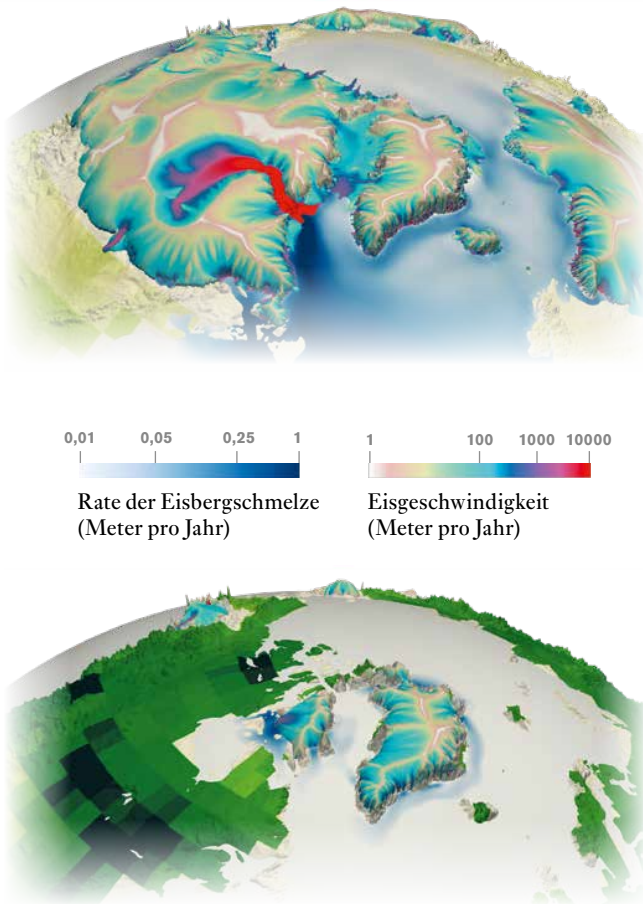 0,01 0,05 0,25 1
Rate der Eisbergschmelze
(Meter pro Jahr)
1 100 1000 10000
Eisgeschwindigkeit
(Meter pro Jahr)